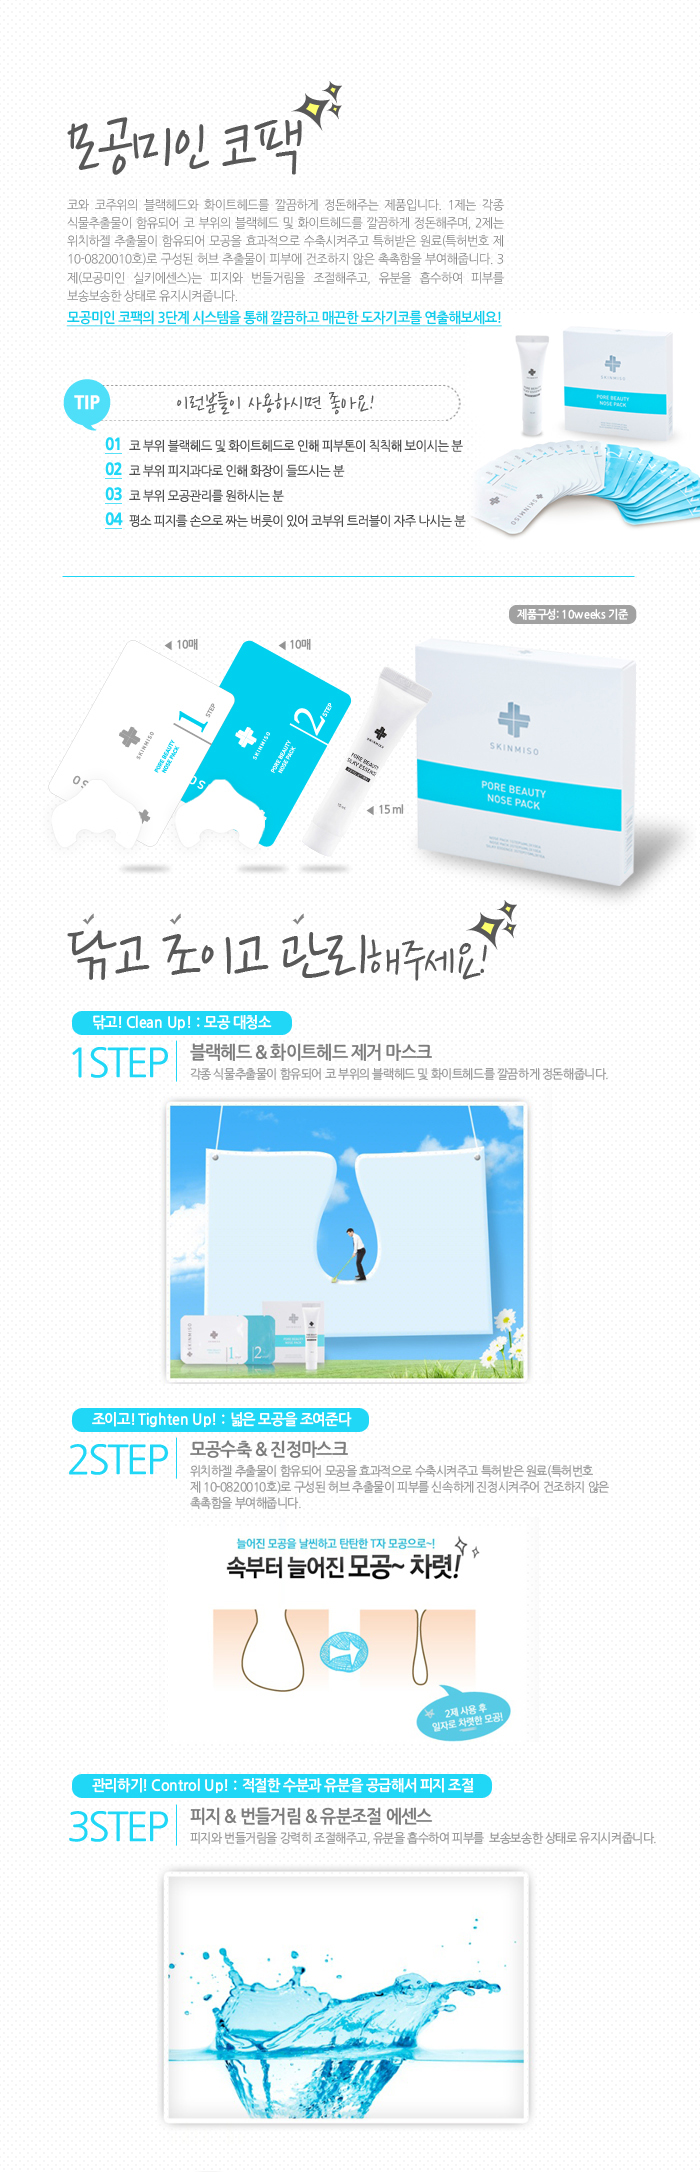 모공미인 코팩
코와 코주위의 블랙헤드와 화이트헤드를 깔끔하게 정돈해주는 제품입니다. 1제는 각종
식물추출물이 함유되어 코 부위의 블랙헤드 및 화이트헤드를 깔끔하게 정돈해주며, 2제는
위치하젤 추출물이 함유되어 모공을 효과적으로 수축시켜주고 특허받은 원료(특허번호 제
10-0820010호)로 구성된 허브 추출물이 피부에 건조하지 않은 촉촉함을 부여해줍니다. 3
제(모공미인 실키에센스)는 피지와 번들거림을 조절해주고, 유분을 흡수하여 피부를
보송보송한 상태로 유지시켜줍니다.
모공미인 코팩의 3단계 시스템을 통해 깔끔하고 매끈한 도자기코를 연출해보세요!
TIP 이런분들이 사용하시면 좋아요!
01 코 부위 블랙헤드 및 화이트헤드로 인해 피부톤이 칙칙해 보이시는 분
02 코 부위 피지과다로 인해 화장이 들뜨시는 분
03 코 부위 모공관리를 원하시는 분
04 평소 피지를 손으로 짜는 버릇이 있어 코부위 트러블이 자주 나시는 분
SKINMISO
PORE BEAUTY
NOSE PACK
SKINMISO
제품구성: 10weeks 기준
◀ 10매
◀ 10매
1 STEP
SKINMISO
PORE BEAUTY
NOSE PACK
2 STEP
SKINMISO
PORE BEAUTY
NOSE PACK
SKINMISO
◀ 15 ml
SKINMISO
PORE BEAUTY
NOSE PACK
닦고 조이고 관리해주세요!
닦고! Clean Up! : 모공 대청소
1STEP
블랙헤드 & 화이트헤드 제거 마스크
각종 식물추출물이 함유되어 코 부위의 블랙헤드 및 화이트헤드를 깔끔하게 정돈해줍니다.
SKINMISO
1
2
조이고! Tighten Up! : 넓은 모공을 조여준다
2STEP
모공수축 & 진정마스크
위치하젤 추출물이 함유되어 모공을 효과적으로 수축시켜주고 특허받은 원료(특허번호
제 10-0820010호)로 구성된 허브 추출물이 피부를 신속하게 진정시켜주어 건조하지 않은
촉촉함을 부여해줍니다.
늘어진 모공을 날씬하고 탄탄한 T자 모공으로~!
속부터 늘어진 모공~ 차렷!
2제 사용 후
일자로 차렷한 모공!
관리하기! Control Up! : 적절한 수분과 유분을 공급해서 피지 조절
3STEP
피지 & 번들거림 & 유분조절 에센스
피지와 번들거림을 강력히 조절해주고, 유분을 흡수하여 피부를 보송보송한 상태로 유지시켜줍니다.